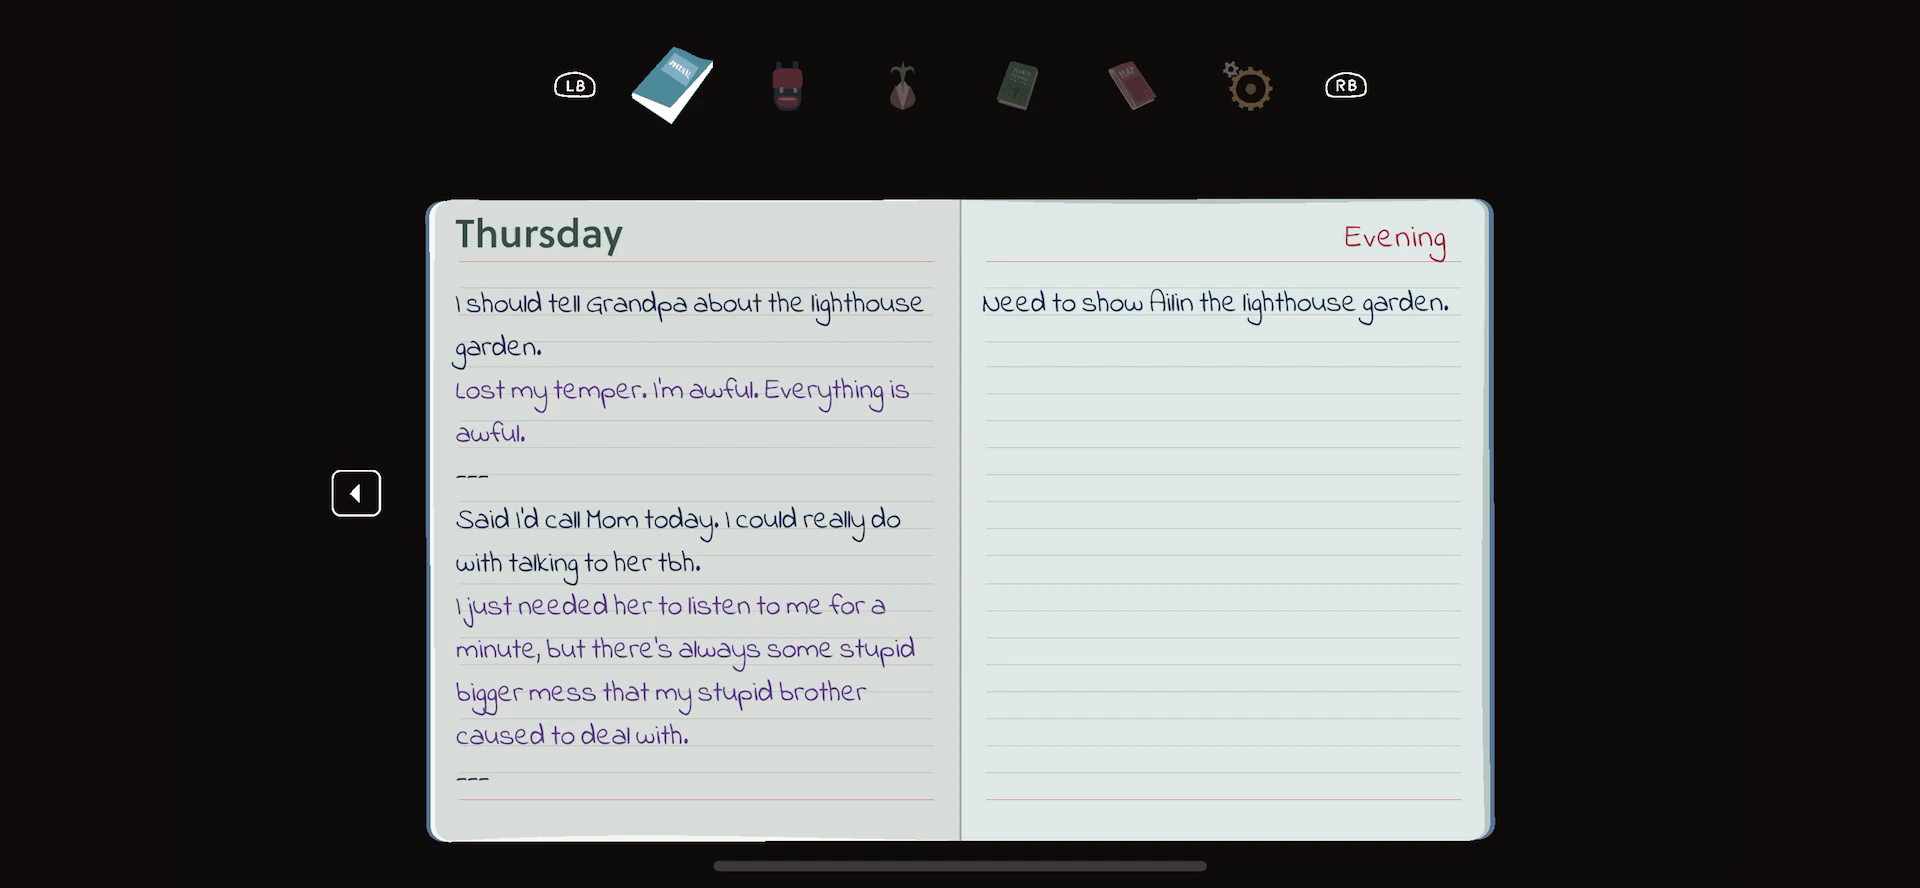 LB
JOURNAL
MAP
RB
Thursday
I should tell Grandpa about the lighthouse
garden.
Lost my temper. I'm awful. Everything is
awful.
---
Said I'd call Mom today. I could really do
with talking to her tbh.
I just needed her to listen to me for a
minute, but there's always some stupid
bigger mess that my stupid brother
caused to deal with.
---
Evening
Need to show Ailin the lighthouse garden.